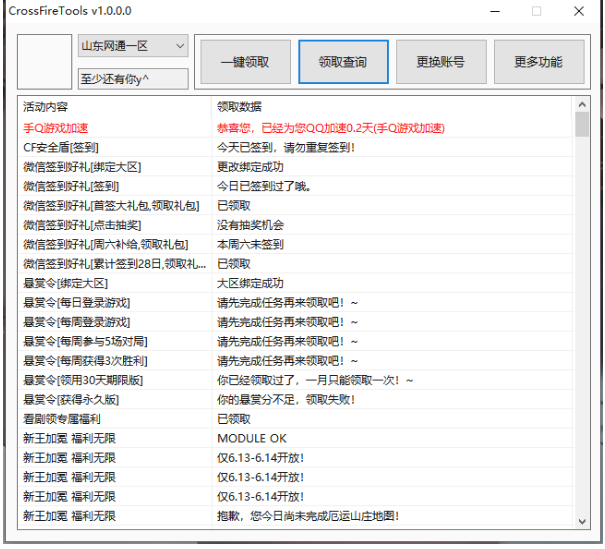 CrossFireTools v1.0.0.0
山东网通一区
至少还有你y^
一键领取 领取查询 更换账号 更多功能
活动内容 领取数据
手Q游戏加速 恭喜您，已经为您QQ加速0.2天(手Q游戏加速)
CF安全盾[签到] 今天已签到，请勿重复签到！
微信签到好礼[绑定大区] 更改绑定成功
微信签到好礼[签到] 今日已签到过了哦。
微信签到好礼[首签大礼包,领取礼包] 已领取
微信签到好礼[点击抽奖] 没有抽奖机会
微信签到好礼[周六补给,领取礼包] 本周六未签到
微信签到好礼[累计签到28日,领取礼... 已领取
悬赏令[绑定大区] 大区绑定成功
悬赏令[每日登录游戏] 请先完成任务再来领取吧！~
悬赏令[每周登录游戏] 请先完成任务再来领取吧！~
悬赏令[每周参与5场对局] 请先完成任务再来领取吧！~
悬赏令[每周获得3次胜利] 请先完成任务再来领取吧！~
悬赏令[领用30天期限版] 你已经领取过了，一月只能领取一次！~
悬赏令[获得永久版] 你的悬赏分不足，领取失败！
看剧领专属福利 已领取
新王加冕 福利无限 MODULE OK
新王加冕 福利无限 仅6.13-6.14开放！
新王加冕 福利无限 仅6.13-6.14开放！
新王加冕 福利无限 仅6.13-6.14开放！
新王加冕 福利无限 抱歉，您今日尚未完成厄运山庄地图！